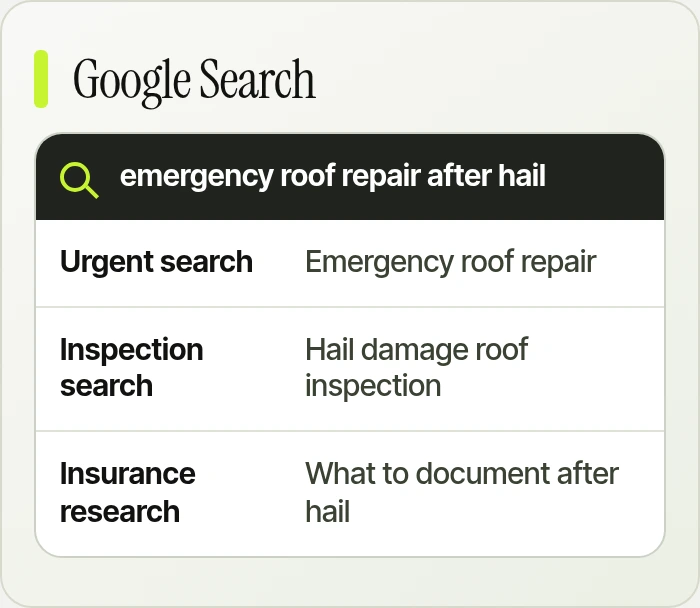 Google Search
emergency roof repair after hail
Urgent search Emergency roof repair
Inspection search Hail damage roof inspection
Insurance research What to document after hail